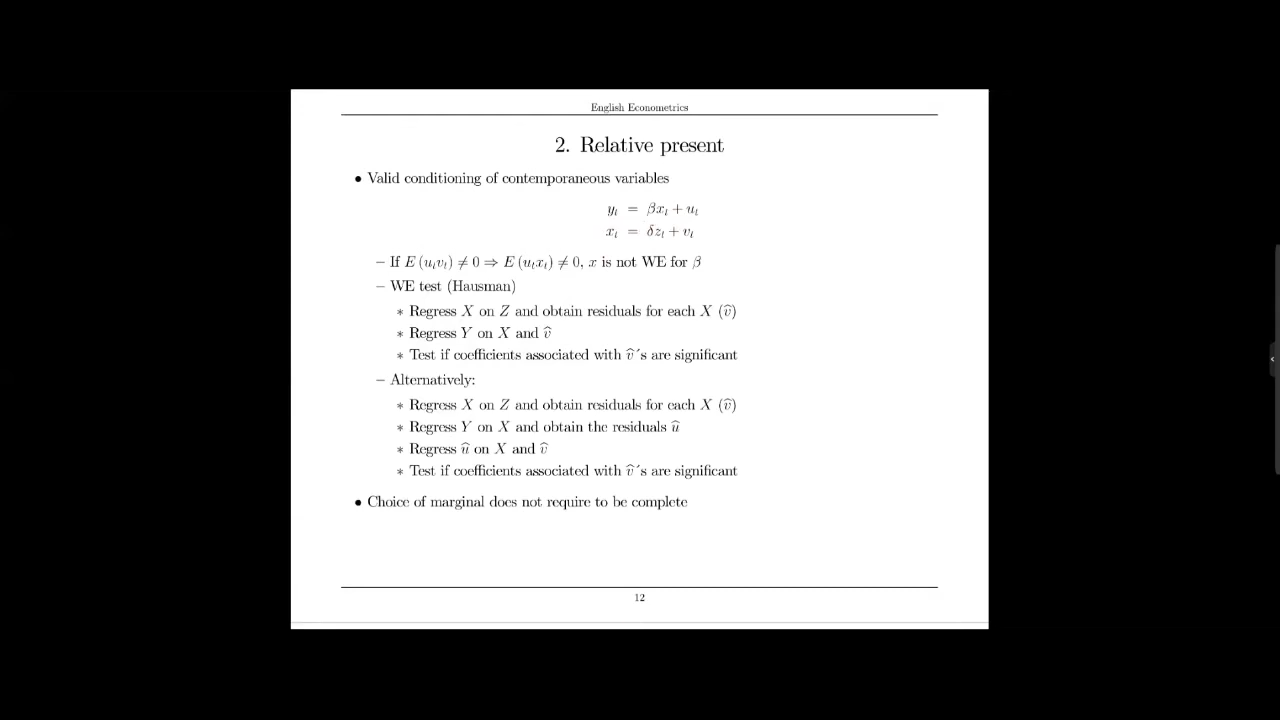 English Econometrics
2. Relative present
• Valid conditioning of contemporaneous variables
y_t = βx_t + u_t
x_t = δz_t + v_t
– If E (u_t v_t) ≠ 0 ⇒ E (u_t x_t) ≠ 0, x is not WE for β
– WE test (Hausman)
∗ Regress X on Z and obtain residuals for each X (v̂)
∗ Regress Y on X and v̂
∗ Test if coefficients associated with v̂´s are significant
– Alternatively:
∗ Regress X on Z and obtain residuals for each X (v̂)
∗ Regress Y on X and obtain the residuals û
∗ Regress û on X and v̂
∗ Test if coefficients associated with v̂´s are significant
• Choice of marginal does not require to be complete
12